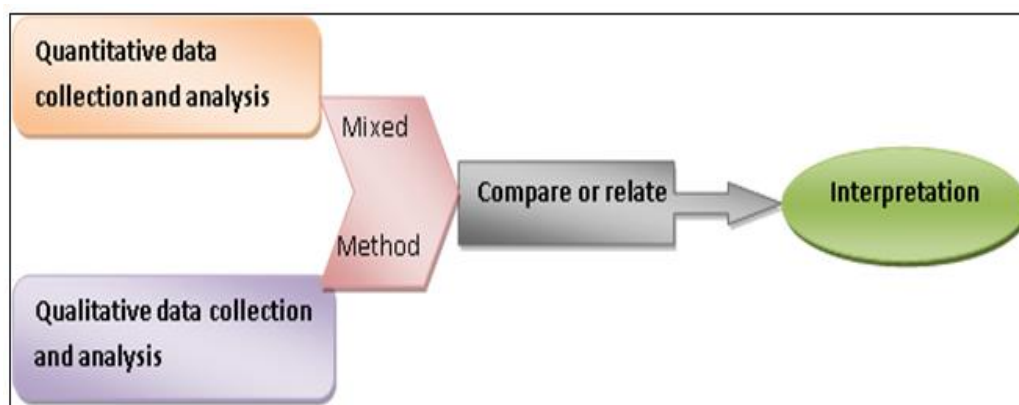 Quantitative data
collection and analysis
Mixed
Method
Compare or relate
Interpretation
Qualitative data collection
and analysis